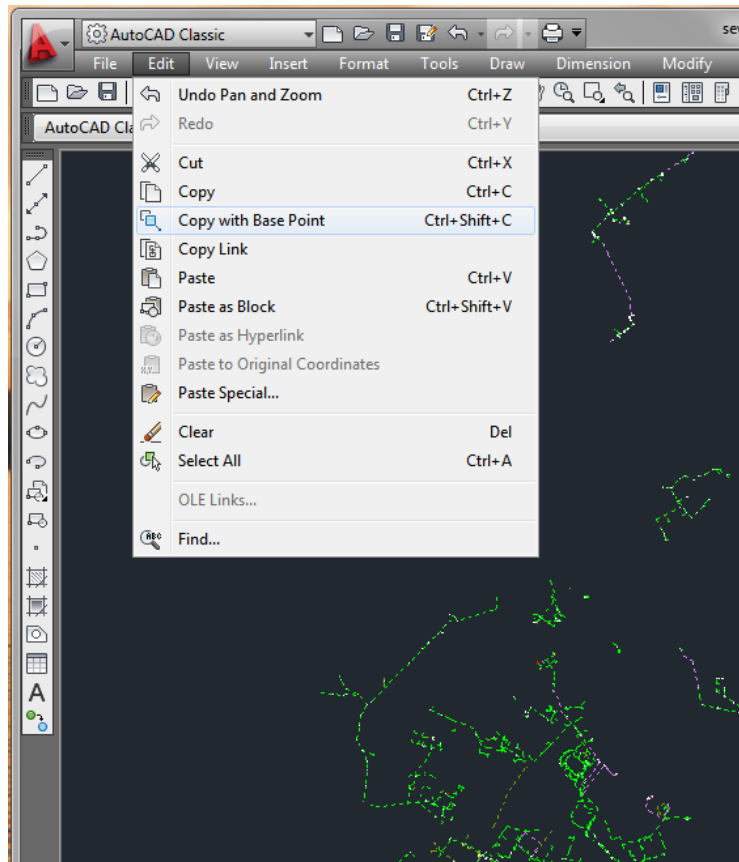 AutoCAD Classic
File Edit View Insert Format Tools Draw Dimension Modify
AutoCAD Cla
Undo Pan and Zoom Ctrl+Z
Redo Ctrl+Y
Cut Ctrl+X
Copy Ctrl+C
Copy with Base Point Ctrl+Shift+C
Copy Link
Paste Ctrl+V
Paste as Block Ctrl+Shift+V
Paste as Hyperlink
Paste to Original Coordinates
Paste Special...
Clear Del
Select All Ctrl+A
OLE Links...
ABC Find...
A